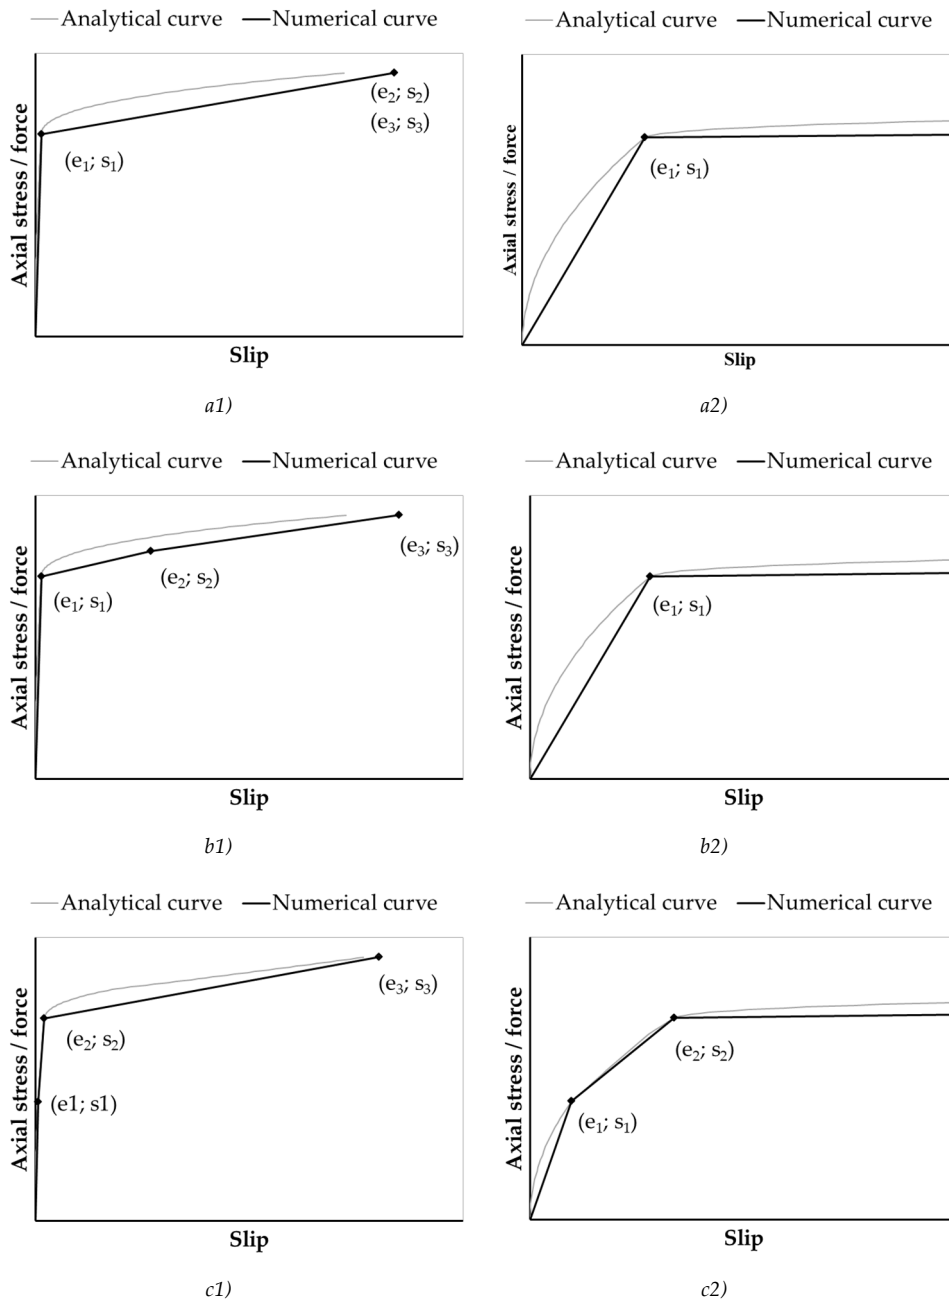 Analytical curve Numerical curve
Axial stress / force
(e₁; s₁)
(e₂; s₂)
(e₃; s₃)
Slip
a1)
Analytical curve Numerical curve
Axial stress / force
(e₁; s₁)
Slip
a2)
Analytical curve Numerical curve
Axial stress / force
(e₁; s₁)
(e₂; s₂)
(e₃; s₃)
Slip
b1)
Analytical curve Numerical curve
Axial stress / force
(e₁; s₁)
Slip
b2)
Analytical curve Numerical curve
Axial stress / force
(e₃; s₃)
(e₂; s₂)
(e1; s1)
Slip
c1)
Analytical curve Numerical curve
Axial stress / force
(e₂; s₂)
(e₁; s₁)
Slip
c2)